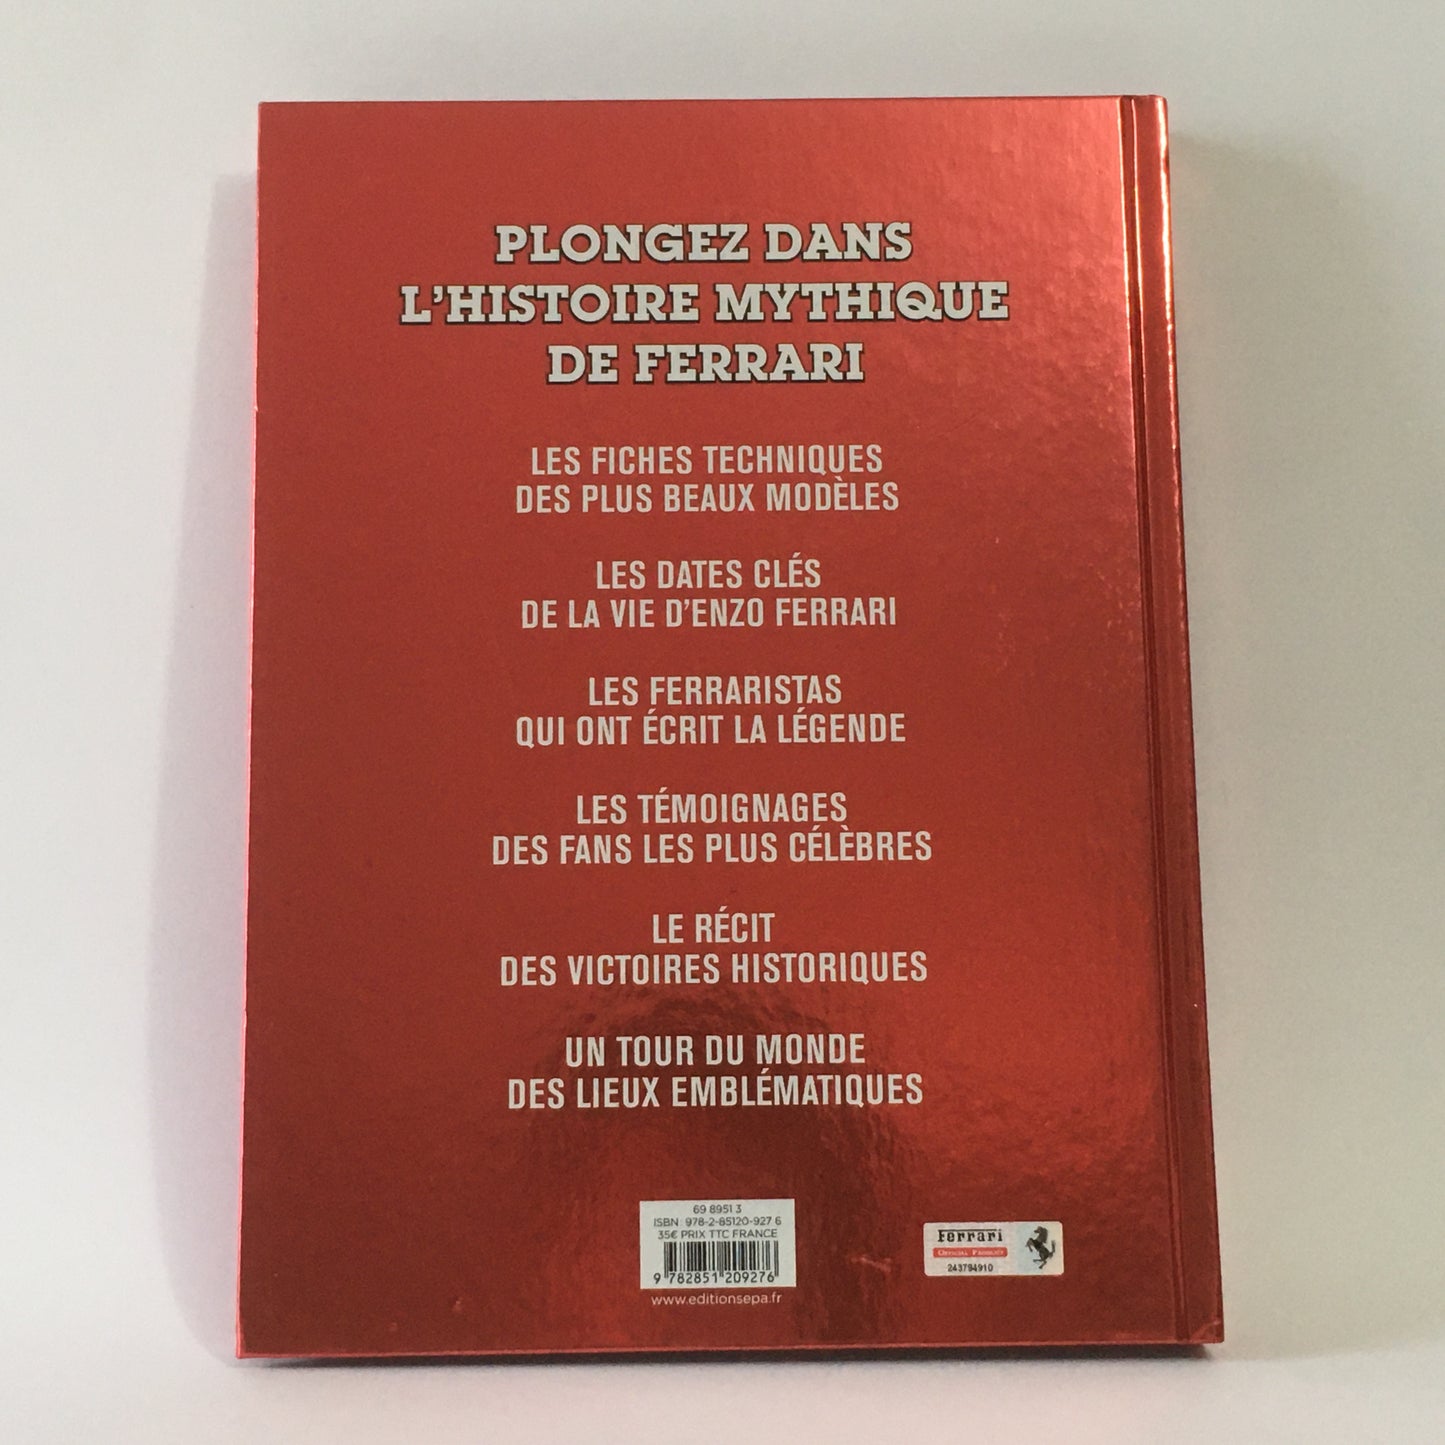 PLONGEZ DANS
L'HISTOIRE MYTHIQUE
DE FERRARI
LES FICHES TECHNIQUES
DES PLUS BEAUX MODÈLES
LES DATES CLÉS
DE LA VIE D'ENZO FERRARI
LES FERRARISTAS
QUI ONT ÉCRIT LA LÉGENDE
LES TÉMOIGNAGES
DES FANS LES PLUS CÉLÈBRES
LE RÉCIT
DES VICTOIRES HISTORIQUES
UN TOUR DU MONDE
DES LIEUX EMBLÉMATIQUES
69 8951 3
ISBN : 978-2-85120-927 6
35€ PRIX TTC FRANCE
9 782851 209276
www.editionsepa.fr
Ferrari
OFFICIAL PRODUCT
243794910